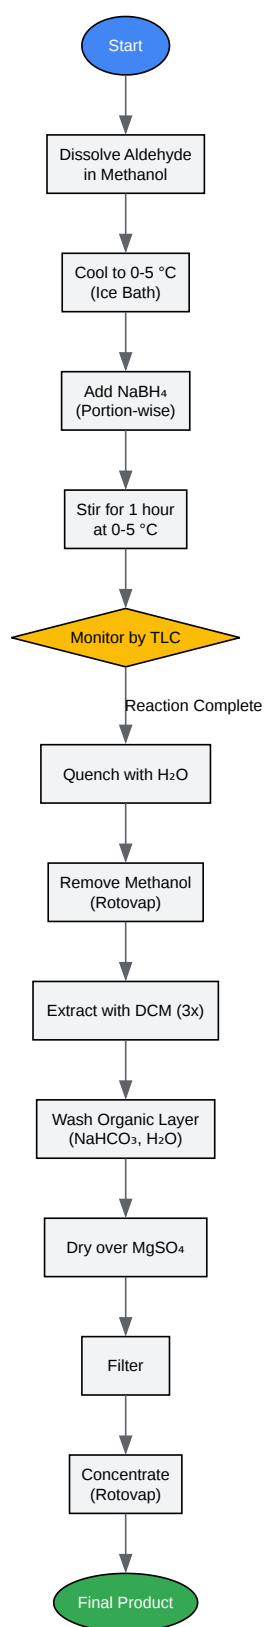 Start
Dissolve Aldehyde
in Methanol
Cool to 0-5 °C
(Ice Bath)
Add NaBH₄
(Portion-wise)
Stir for 1 hour
at 0-5 °C
Monitor by TLC
Reaction Complete
Quench with H₂O
Remove Methanol
(Rotovap)
Extract with DCM (3x)
Wash Organic Layer
(NaHCO₃, H₂O)
Dry over MgSO₄
Filter
Concentrate
(Rotovap)
Final Product